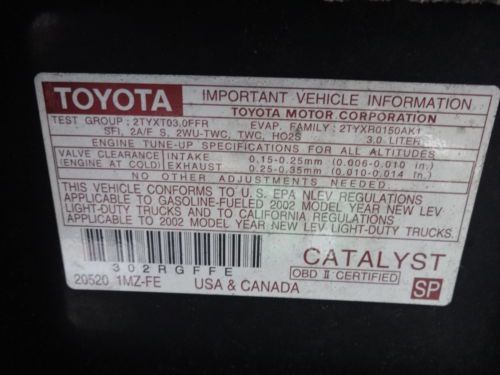 TOYOTA
IMPORTANT VEHICLE INFORMATION
TOYOTA MOTOR CORPORATION
TEST GROUP : 2TYXT03.0FFR EVAP. FAMILY : 2TYXR0150AK1
SFI, 2A/F S, 2WU-TWC, TWC, HO2S 3.0 LITER
ENGINE TUNE-UP SPECIFICATIONS FOR ALL ALTITUDES
VALVE CLEARANCE INTAKE 0.15-0.25mm (0.006-0.010 in.)
(ENGINE AT COLD) EXHAUST 0.25-0.35mm (0.010-0.014 in.)
NO OTHER ADJUSTMENTS NEEDED
THIS VEHICLE CONFORMS TO U.S. EPA NLEV REGULATIONS
APPLICABLE TO GASOLINE-FUELED 2002 MODEL YEAR NEW LEV
LIGHT-DUTY TRUCKS AND TO CALIFORNIA REGULATIONS
APPLICABLE TO 2002 MODEL YEAR NEW LEV LIGHT-DUTY TRUCKS.
302RGFFE
20520 1MZ-FE
USA & CANADA
CATALYST
OBD II CERTIFIED
SP